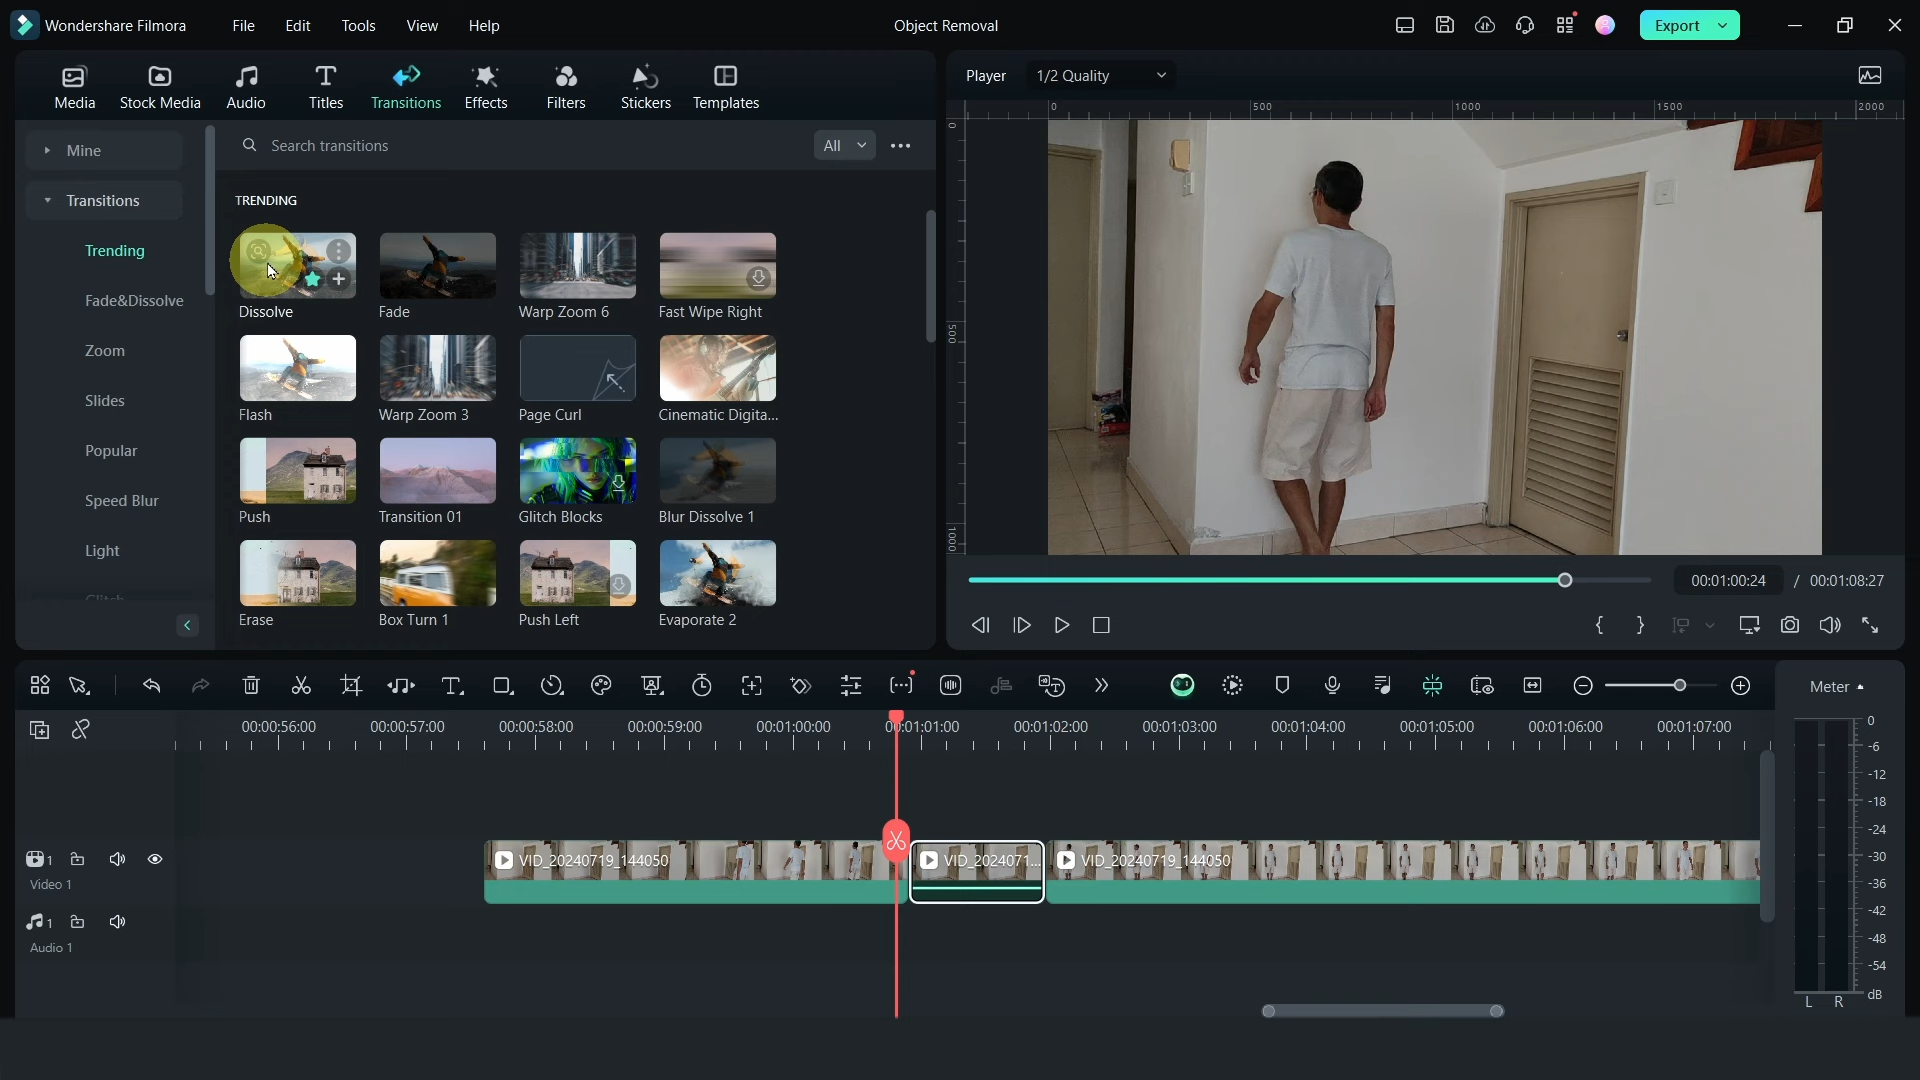 Wondershare Filmora File Edit Tools View Help Object Removal Export
Media Stock Media Audio Titles Transitions Effects Filters Stickers Templates
Player 1/2 Quality
0 500 1000 1500 2000
Mine
Search transitions All
Transitions
TRENDING
Trending
Fade&Dissolve
Zoom
Slides
Popular
Speed Blur
Light
Dissolve Fade Warp Zoom 6 Fast Wipe Right
Flash Warp Zoom 3 Page Curl Cinematic Digita...
Push Transition 01 Glitch Blocks Blur Dissolve 1
Erase Box Turn 1 Push Left Evaporate 2
0
500
1000
00:01:00:24 / 00:01:08:27
Meter
00:00:56:00 00:00:57:00 00:00:58:00 00:00:59:00 00:01:00:00 00:01:01:00 00:01:02:00 00:01:03:00 00:01:04:00 00:01:05:00 00:01:06:00 00:01:07:00
1
Video 1
VID_20240719_144050 VID_2024071... VID_20240719_144050
1
Audio 1
0
-6
-12
-18
-24
-30
-36
-42
-48
-54
dB
L R